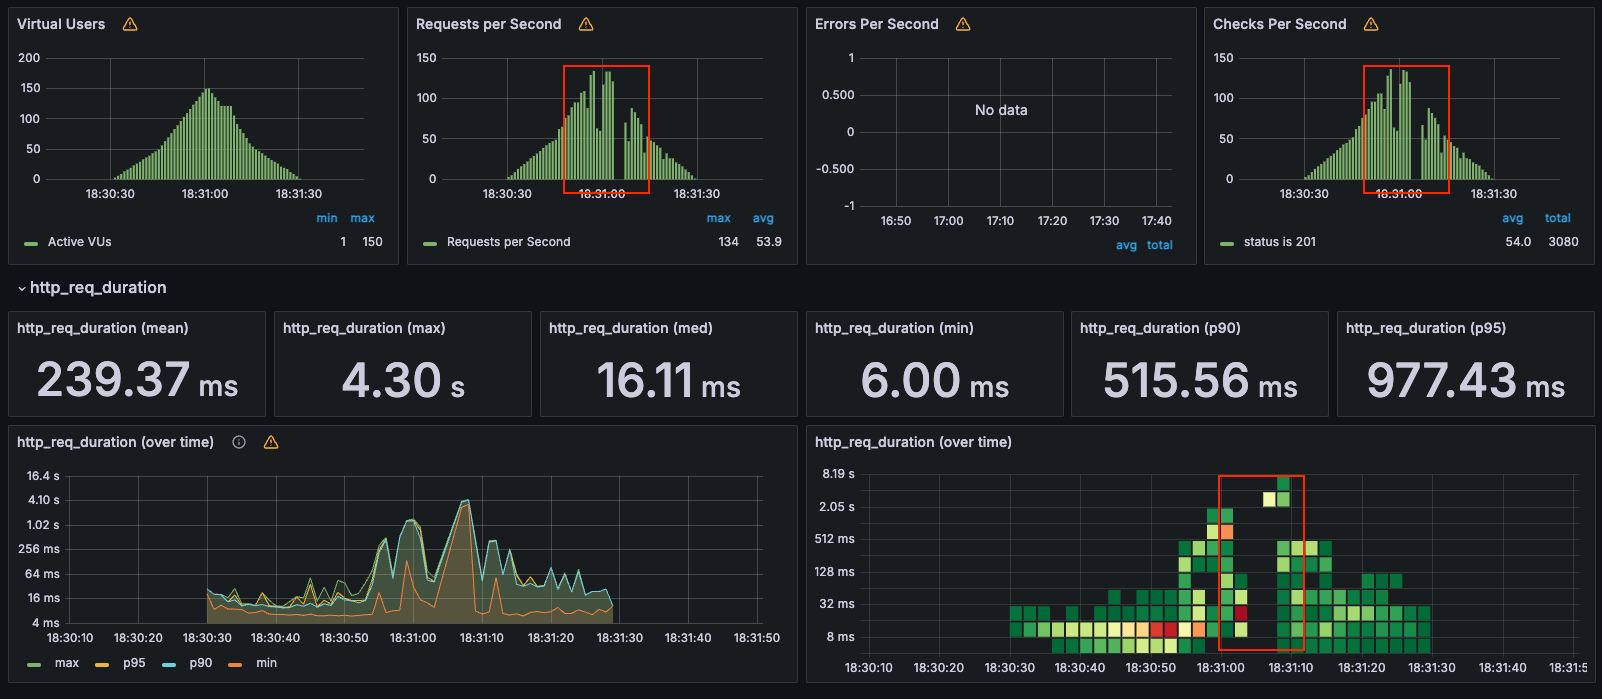 Virtual Users
200
150
100
50
0
18:30:30 18:31:00 18:31:30
min max
Active VUs 1 150
Requests per Second
150
100
50
0
18:30:30 18:31:00 18:31:30
max avg
Requests per Second 134 53.9
Errors Per Second
1
0.500
0
-0.500
-1
No data
16:50 17:00 17:10 17:20 17:30 17:40
avg total
Checks Per Second
150
100
50
0
18:30:30 18:31:00 18:31:30
avg total
status is 201 54.0 3080
http_req_duration
http_req_duration (mean)
239.37 ms
http_req_duration (max)
4.30 s
http_req_duration (med)
16.11 ms
http_req_duration (min)
6.00 ms
http_req_duration (p90)
515.56 ms
http_req_duration (p95)
977.43 ms
http_req_duration (over time)
16.4 s
4.10 s
1.02 s
256 ms
64 ms
16 ms
4 ms
18:30:10 18:30:20 18:30:30 18:30:40 18:30:50 18:31:00 18:31:10 18:31:20 18:31:30 18:31:40 18:31:50
max p95 p90 min
http_req_duration (over time)
8.19 s
2.05 s
512 ms
128 ms
32 ms
8 ms
18:30:10 18:30:20 18:30:30 18:30:40 18:30:50 18:31:00 18:31:10 18:31:20 18:31:30 18:31:40 18:31:5